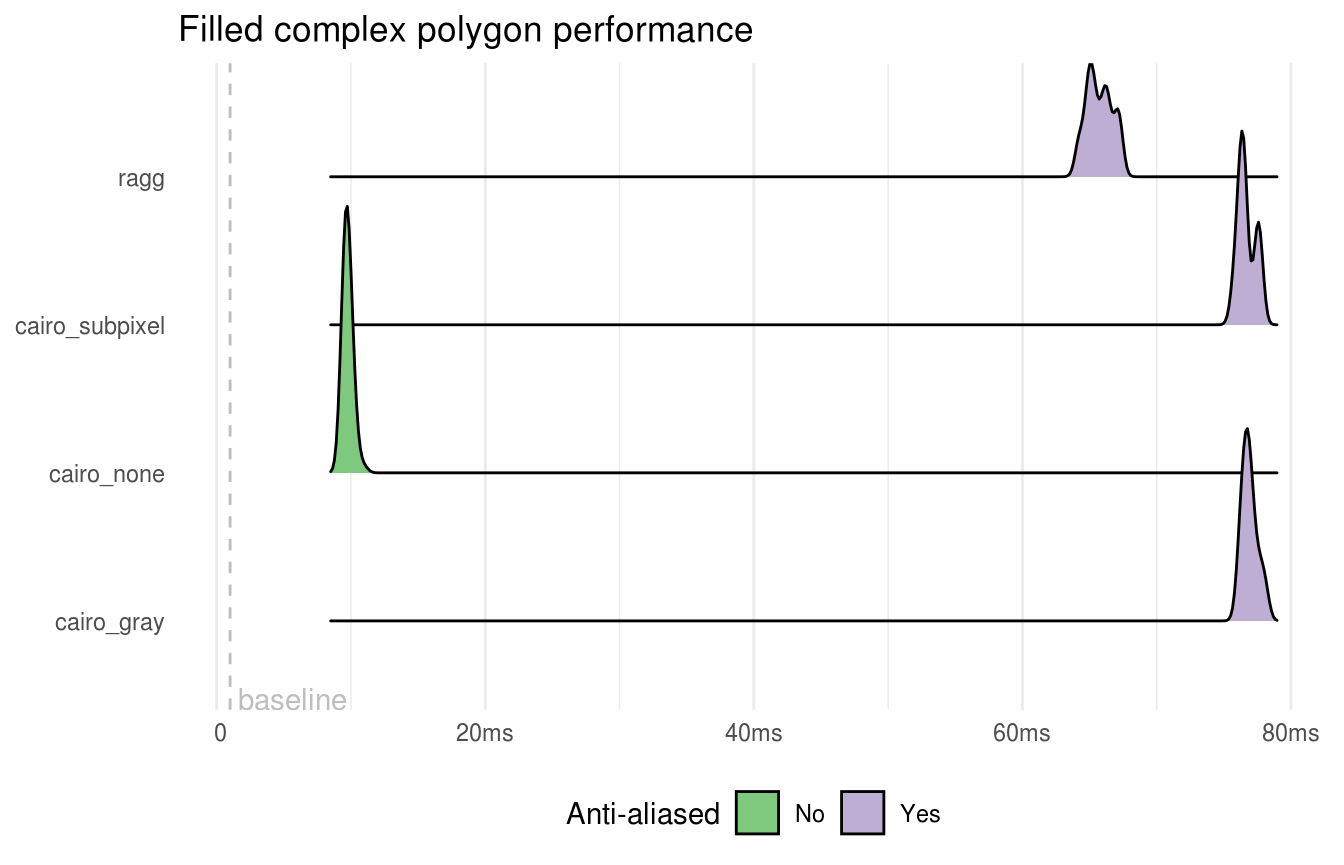 Filled complex polygon performance
ragg
cairo_subpixel
cairo_none
cairo_gray
baseline
0 20ms 40ms 60ms 80ms
Anti-aliased No Yes